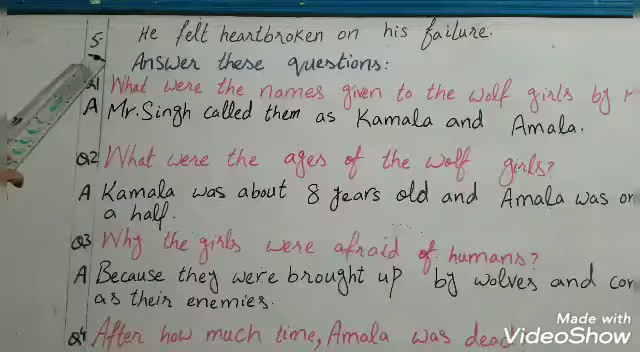 5. He felt heartbroken on his failure.
Answer these questions:
Q1 What were the names given to the wolf girls by
A Mr. Singh called them as Kamala and Amala.
Q2 What were the ages of the wolf girls?
A Kamala was about 8 years old and Amala was
a half.
Q3 Why the girls were afraid of humans?
A Because they were brought up by wolves and
as their enemies.
Q4 After how much time, Amala was dead
Made with
VideoShow